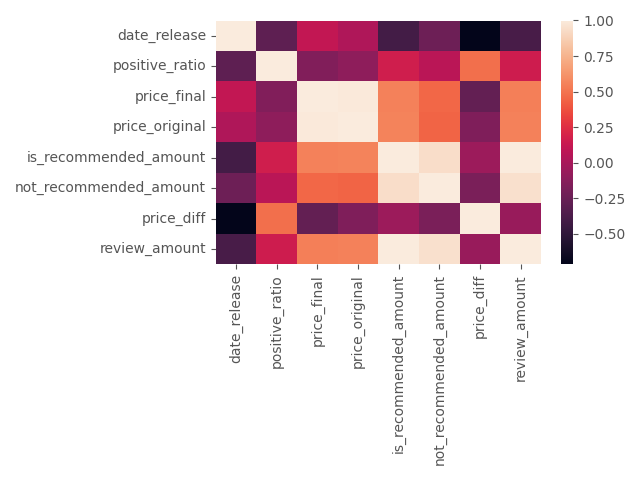 date_release
positive_ratio
price_final
price_original
is_recommended_amount
not_recommended_amount
price_diff
review_amount
date_release
positive_ratio
price_final
price_original
is_recommended_amount
not_recommended_amount
price_diff
review_amount
1.00
0.75
0.50
0.25
0.00
−0.25
−0.50